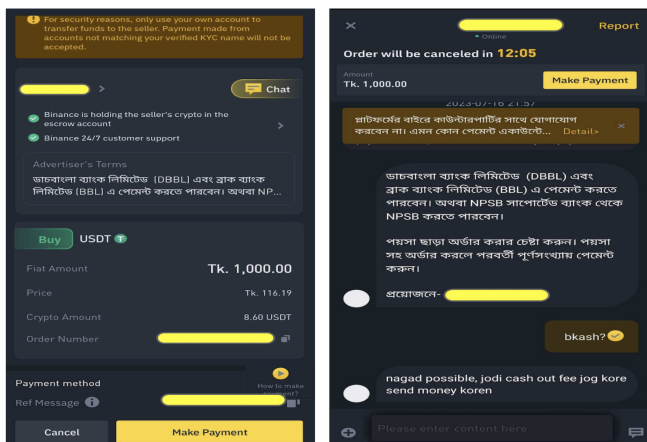 For security reasons, only use your own account to
transfer funds to the seller. Payment made from
accounts not matching your verified KYC name will not be
accepted.
Chat
Binance is holding the seller's crypto in the
escrow account
Binance 24/7 customer support
Advertiser's Terms
ডাচবাংলা ব্যাংক লিমিটেড (DBBL) এবং ব্রাক ব্যাংক
লিমিটেড (BBL) এ পেমেন্ট করতে পারবেন। অথবা NP...
Buy USDT
Fiat Amount Tk. 1,000.00
Price Tk. 116.19
Crypto Amount 8.60 USDT
Order Number
Payment method
How to make
payment?
Ref Message
Cancel Make Payment
Report
Online
Order will be canceled in 12:05
Amount
Tk. 1,000.00
Make Payment
2023-07-16 21:57
প্লাটফর্মের বাইরে কাউন্টারপার্টির সাথে যোগাযোগ
করবেন না। এমন কোন পেমেন্ট একাউন্টে... Detail>
ডাচবাংলা ব্যাংক লিমিটেড (DBBL) এবং
ব্রাক ব্যাংক লিমিটেড (BBL) এ পেমেন্ট করতে
পারবেন। অথবা NPSB সাপোর্টেড ব্যাংক থেকে
NPSB করতে পারবেন।
পয়সা ছাড়া অর্ডার করার চেষ্টা করুন। পয়সা
সহ অর্ডার করলে পরবর্তী পূর্ণসংখ্যায় পেমেন্ট
করুন।
প্রয়োজনে-
bkash?
nagad possible, jodi cash out fee jog kore
send money koren
Please enter content here